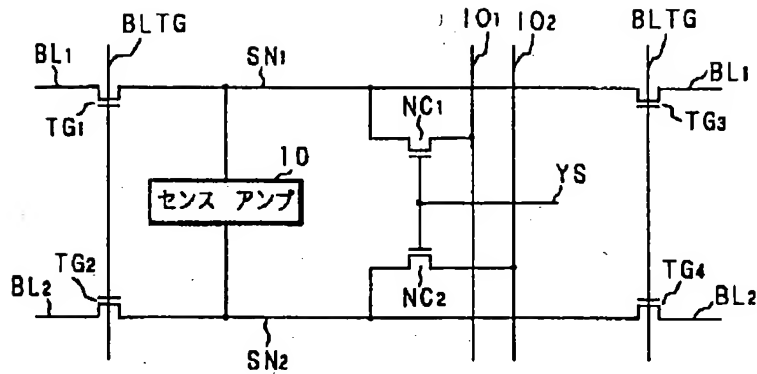 BLTG
IO1
IO2
BLTG
BL1
SN1
BL1
TG1
NC1
TG3
10
センス アンプ
YS
TG2
NC2
TG4
BL2
SN2
BL2